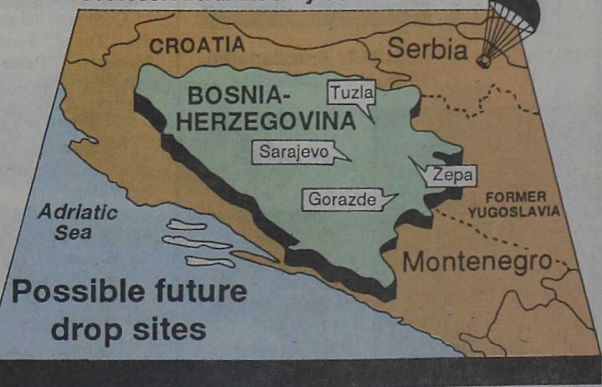 CROATIA
Serbia
BOSNIA-
HERZEGOVINA
Tuzla
Sarajevo
Zepa
Gorazde
FORMER
YUGOSLAVIA
Adriatic
Sea
Montenegro
Possible future
drop sites